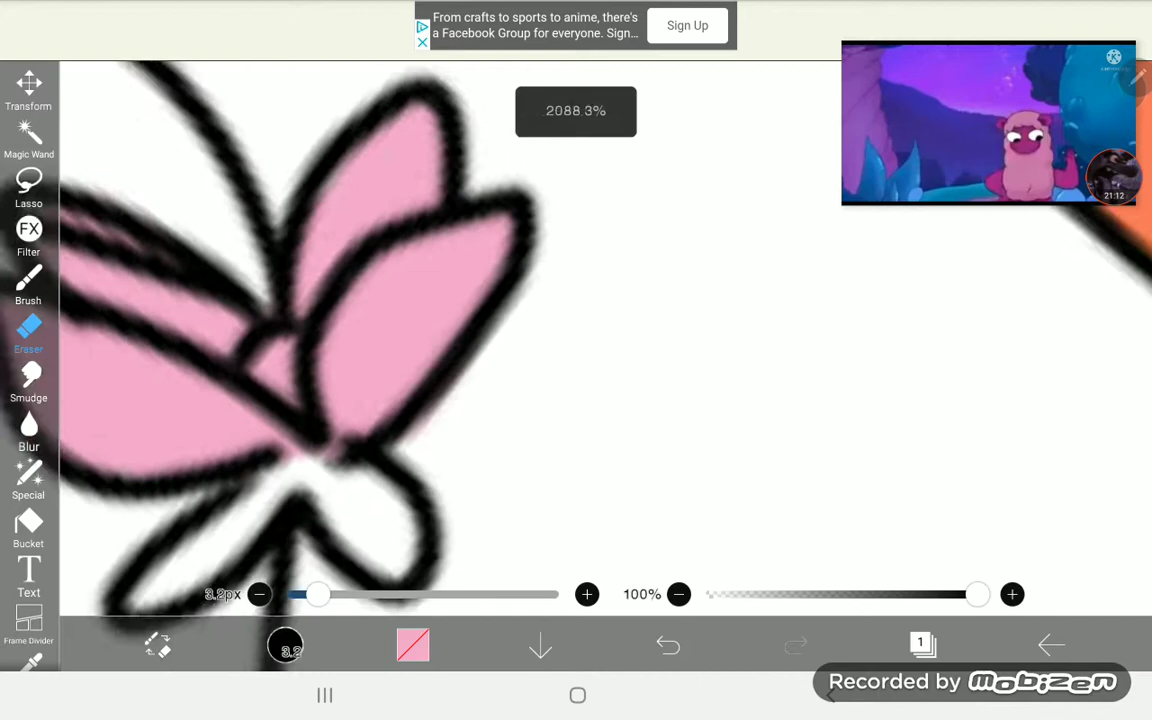 From crafts to sports to anime, there's
a Facebook Group for everyone. Sign...
Sign Up
2088.3%
21:12
Transform
Magic Wand
Lasso
FX
Filter
Brush
Eraser
Smudge
Blur
Special
Bucket
T
Text
Frame Divider
3.2px
100%
3.2
1
Recorded by mobizen